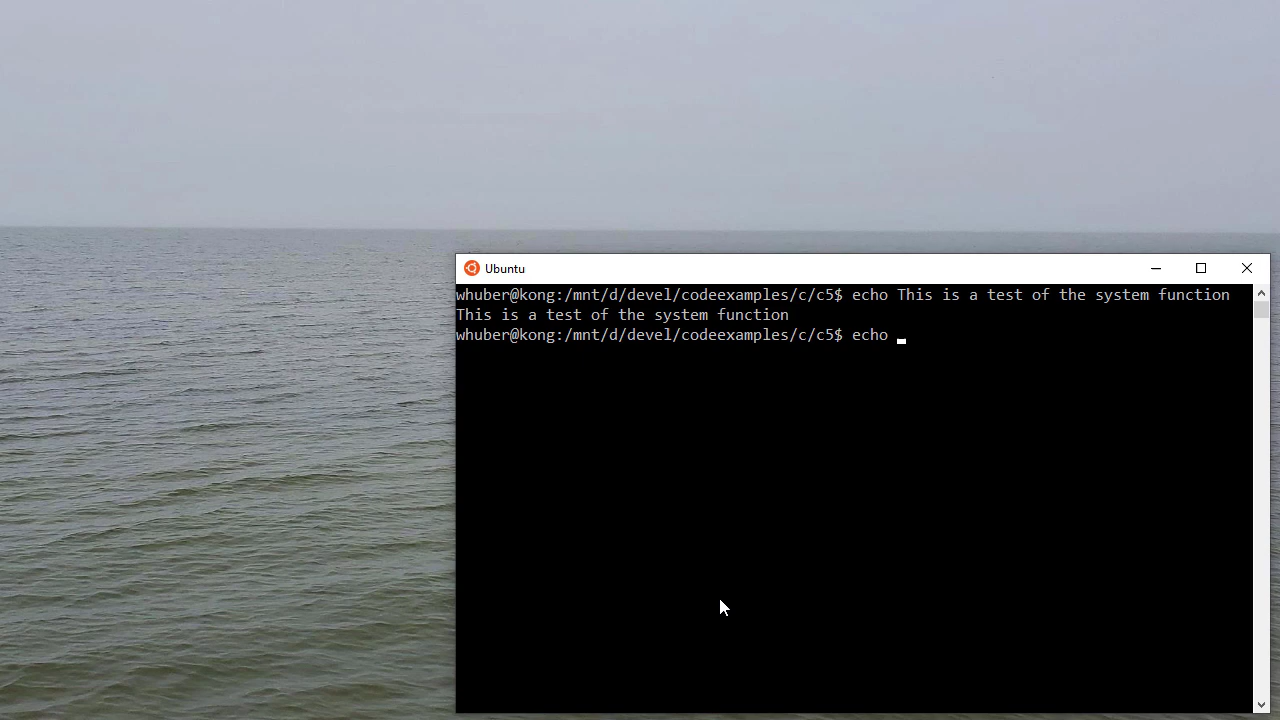 Ubuntu
whuber@kong:/mnt/d/devel/codeexamples/c/c5$ echo This is a test of the system function
This is a test of the system function
whuber@kong:/mnt/d/devel/codeexamples/c/c5$ echo